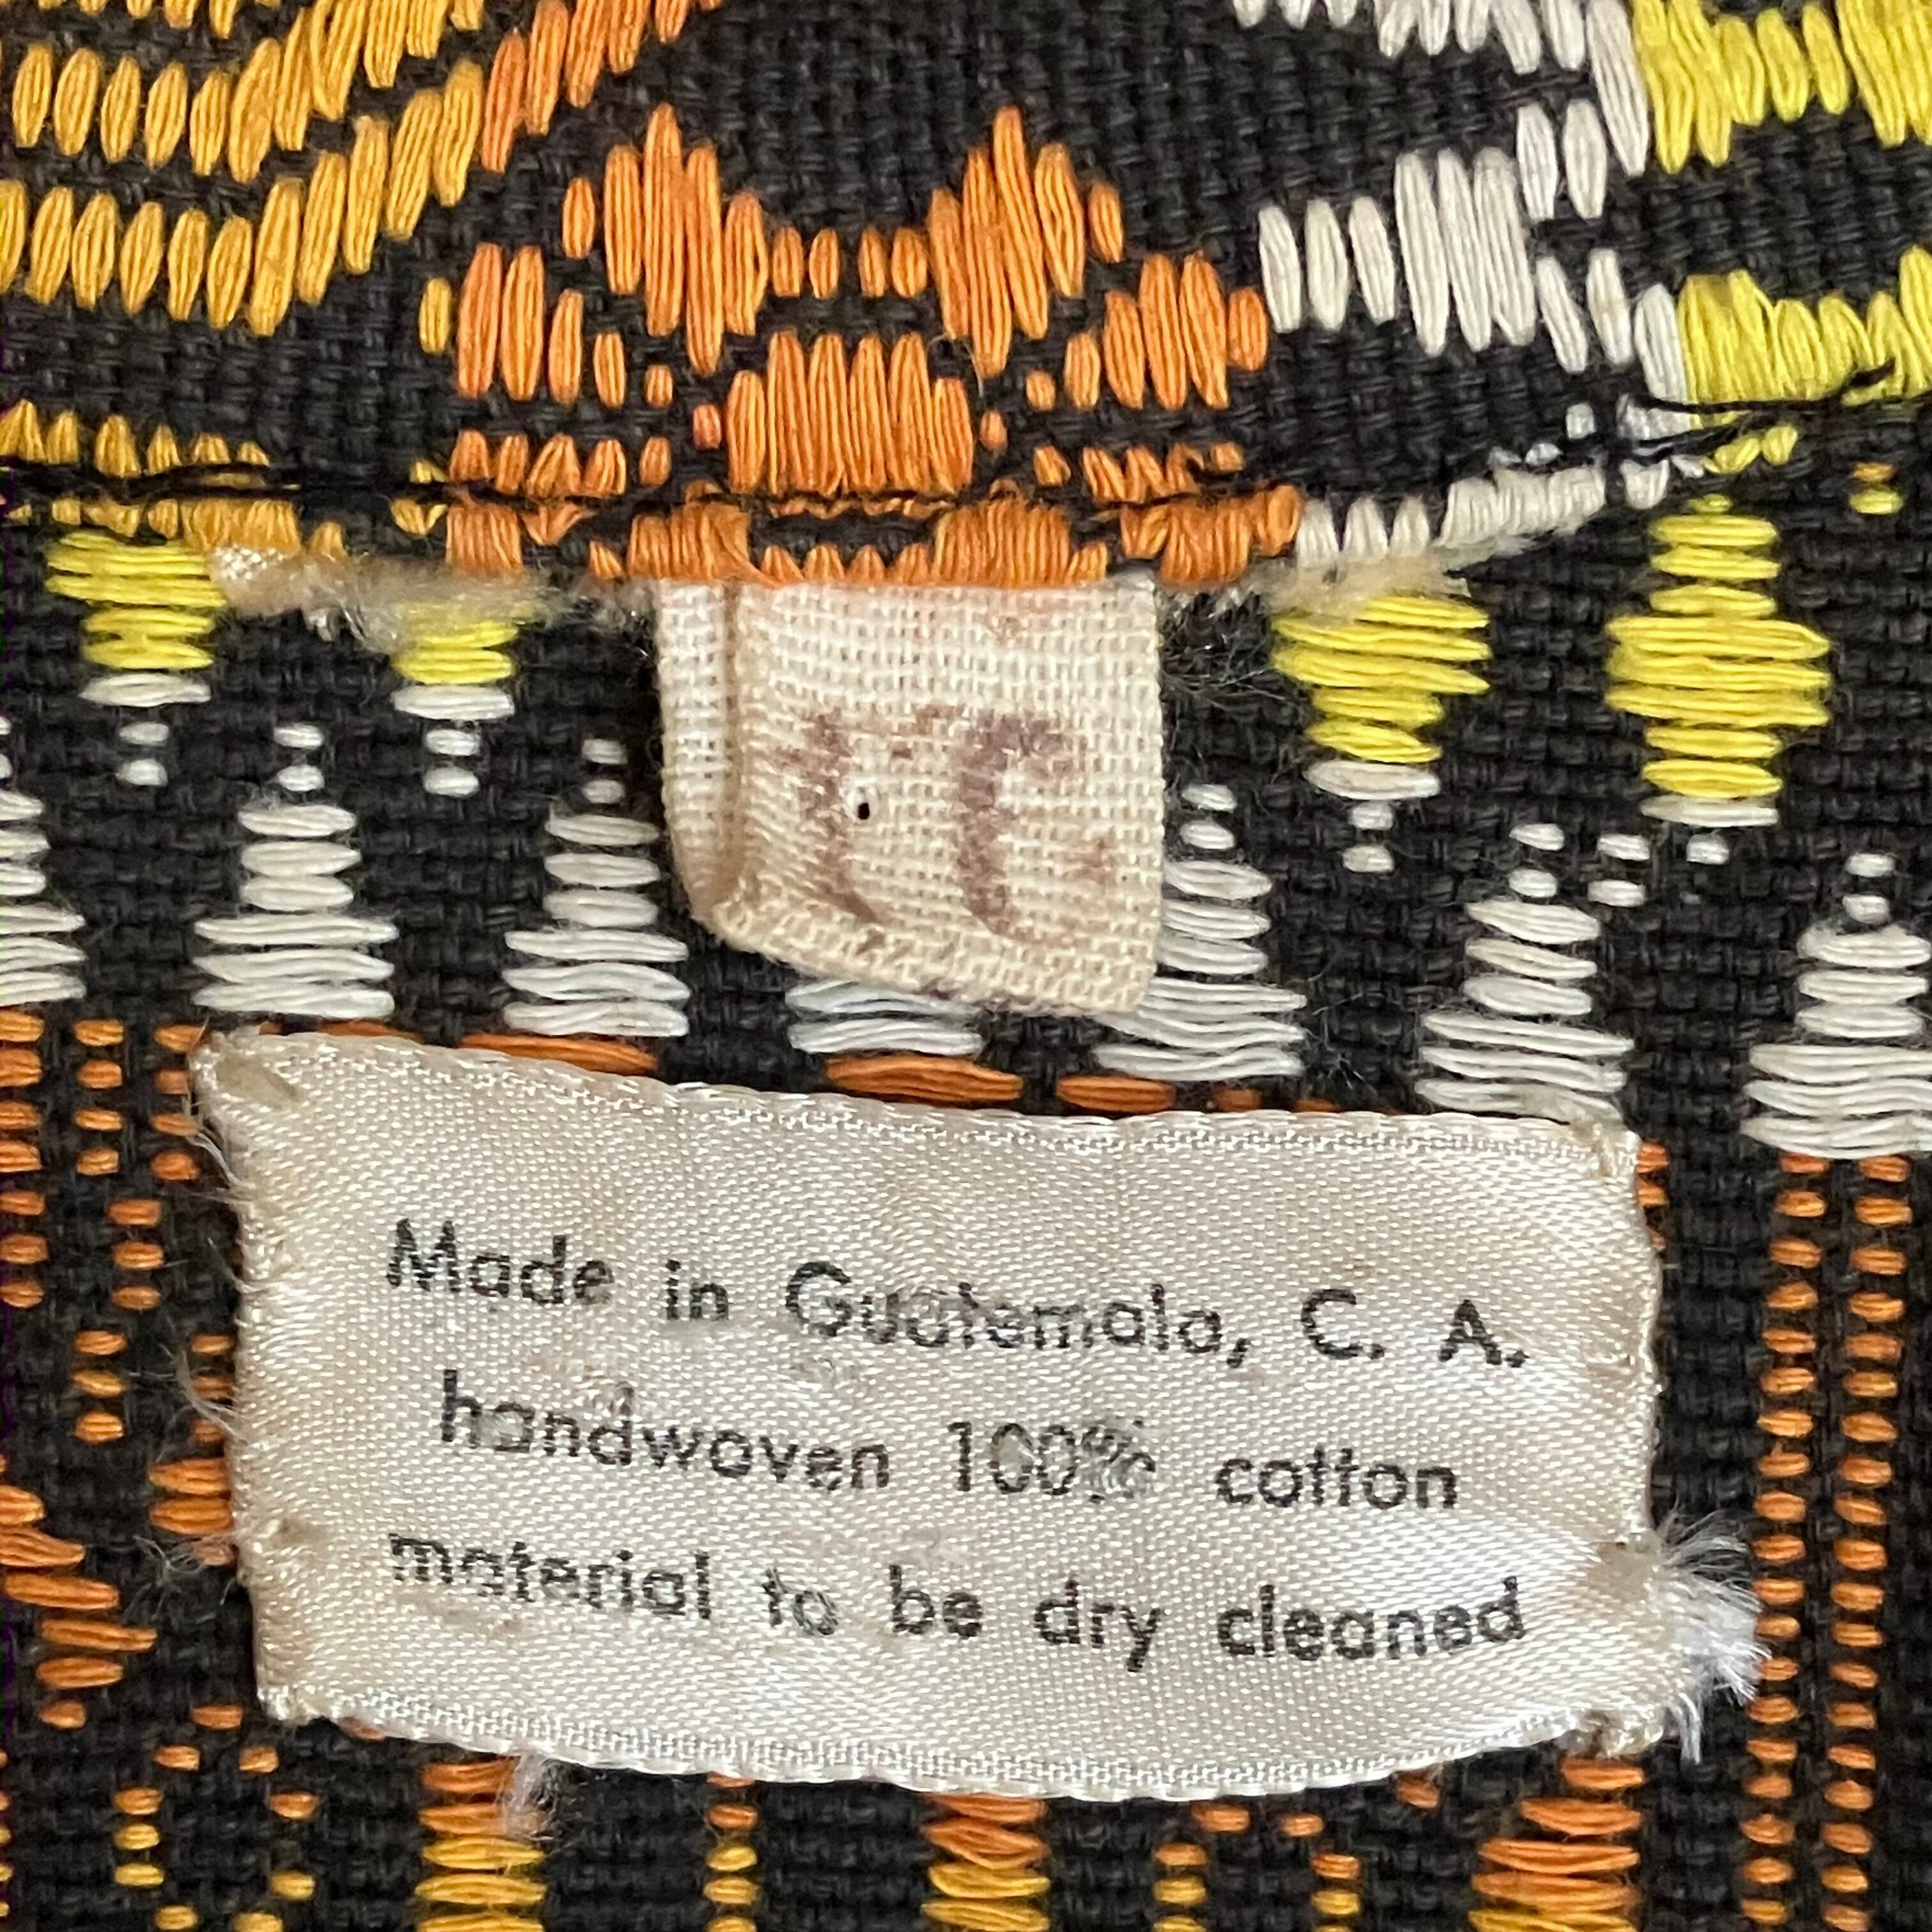 Made in Guatemala, C. A.
handwoven 100% cotton
material to be dry cleaned